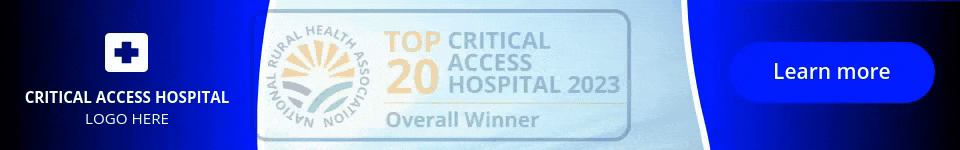 CRITICAL ACCESS HOSPITAL
LOGO HERE
NATIONAL RURAL HEALTH ASSOCIATION
TOP
20
CRITICAL
ACCESS
HOSPITAL 2023
Overall Winner
Learn more